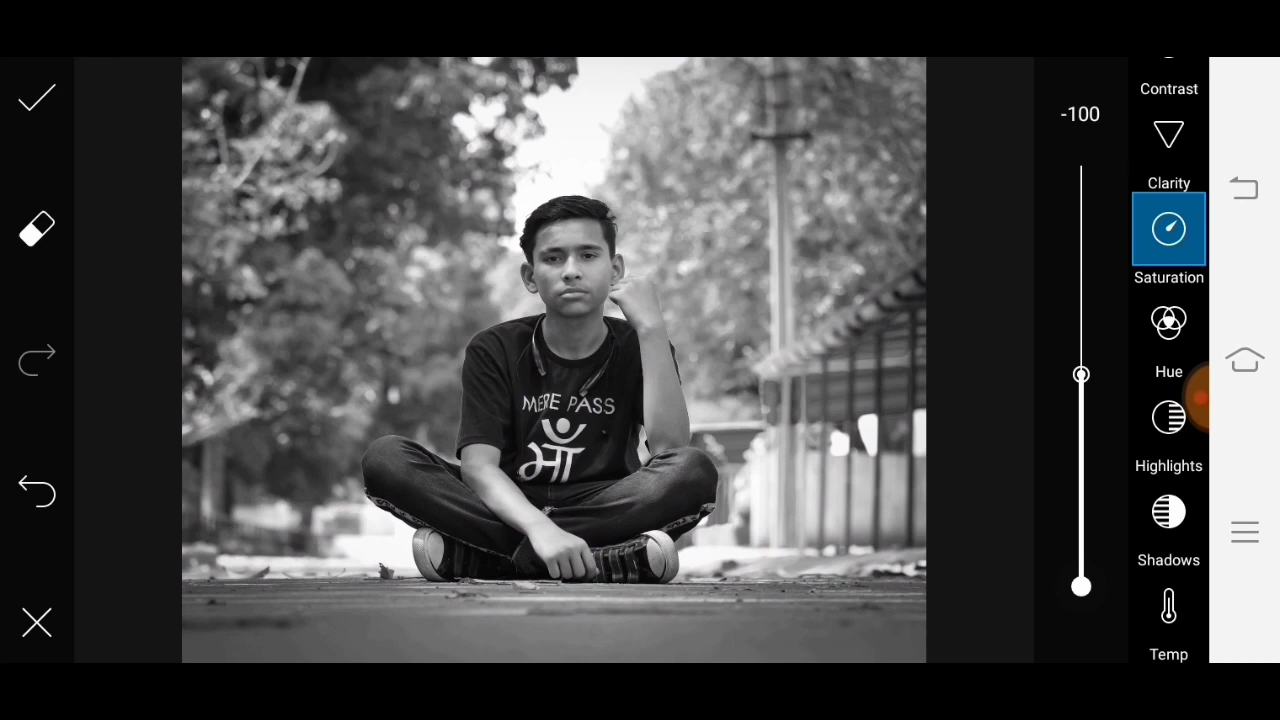 -100
Contrast
Clarity
Saturation
Hue
Highlights
Shadows
Temp
MERE PASS
माँ